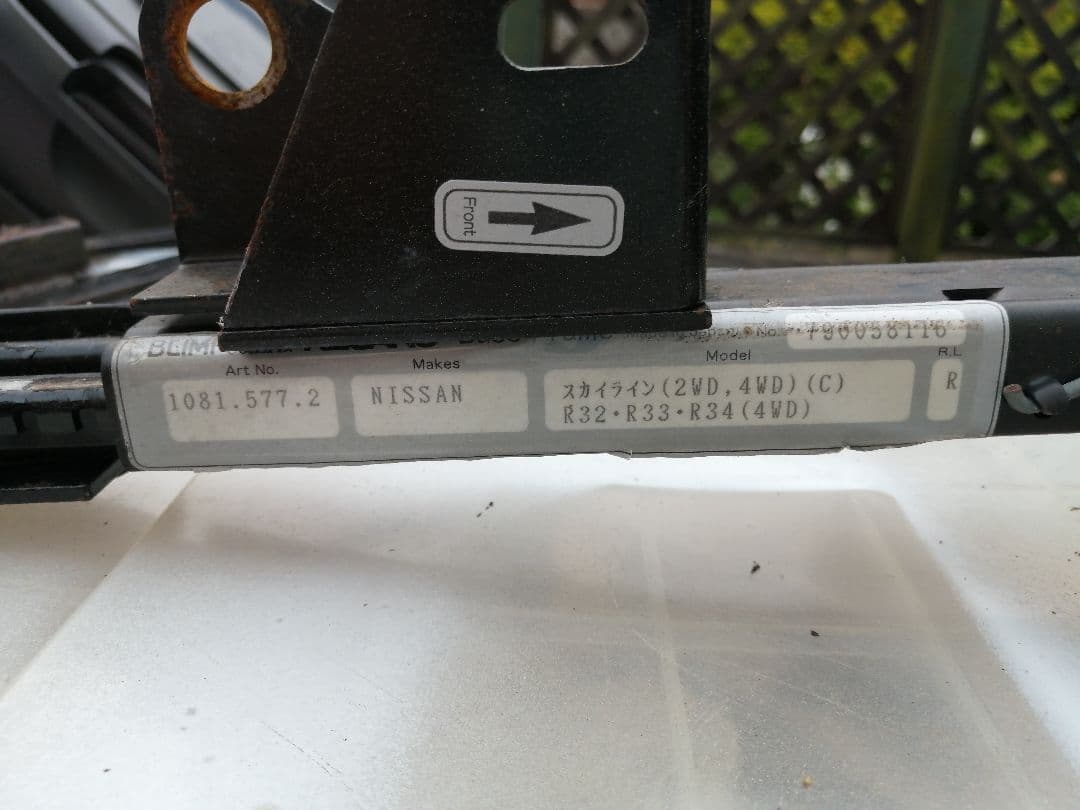 Front
Art No.
Makes
Model
R.L
1081.577.2
NISSAN
スカイライン(2WD,4WD)(C)
R32・R33・R34(4WD)
R